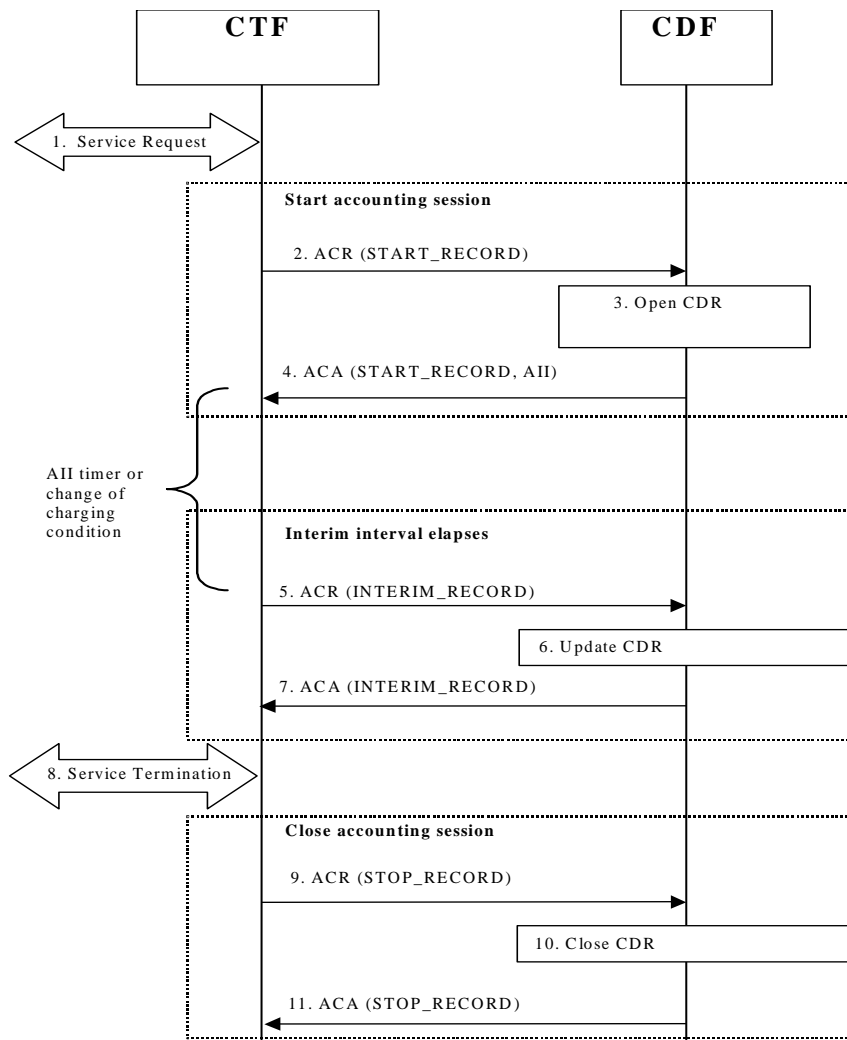 CTF
CDF
1. Service Request
Start accounting session
2. ACR (START_RECORD)
3. Open CDR
4. ACA (START_RECORD, AII)
AII timer or
change of
charging
condition
Interim interval elapses
5. ACR (INTERIM_RECORD)
6. Update CDR
7. ACA (INTERIM_RECORD)
8. Service Termination
Close accounting session
9. ACR (STOP_RECORD)
10. Close CDR
11. ACA (STOP_RECORD)